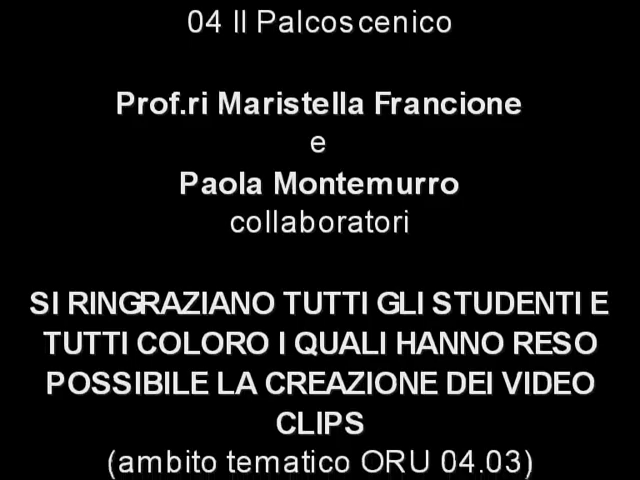 04 Il Palcoscenico
Prof.ri Maristella Francione
e
Paola Montemurro
collaboratori
SI RINGRAZIANO TUTTI GLI STUDENTI E
TUTTI COLORO I QUALI HANNO RESO
POSSIBILE LA CREAZIONE DEI VIDEO
CLIPS
(ambito tematico ORU 04.03)